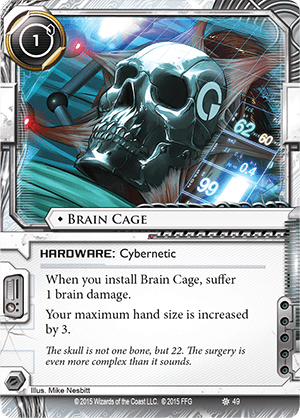 1
G
62
60
0.4
99
• BRAIN CAGE
HARDWARE: Cybernetic
When you install Brain Cage, suffer
1 brain damage.
Your maximum hand size is increased
by 3.
The skull is not one bone, but 22. The surgery is
even more complex than it sounds.
Illus. Mike Nesbitt
©2015 Wizards of the Coast LLC. © 2015 FFG
49